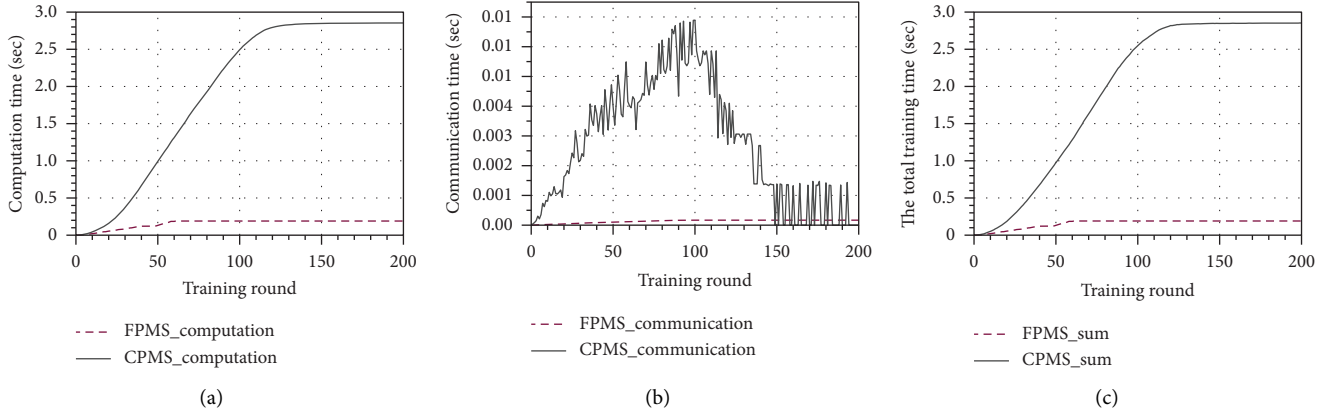 3.0
2.5
2.0
1.5
1.0
0.5
0
Computation time (sec)
0 50 100 150 200
Training round
FPMS_computation
CPMS_computation
(a)
0.01
0.01
0.01
0.004
0.003
0.002
0.001
0.00
Communication time (sec)
0 50 100 150 200
Training round
FPMS_communication
CPMS_communication
(b)
3.0
2.5
2.0
1.5
1.0
0.5
0
The total training time (sec)
0 50 100 150 200
Training round
FPMS_sum
CPMS_sum
(c)